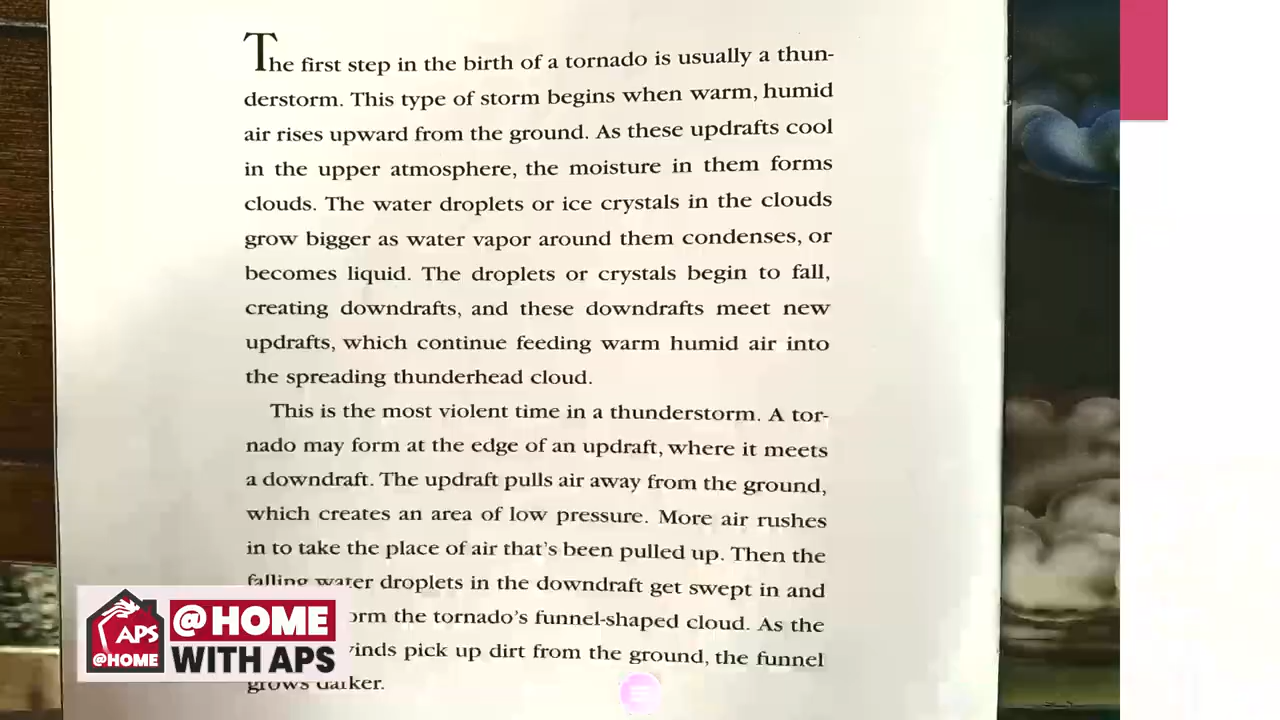 The first step in the birth of a tornado is usually a thun-
derstorm. This type of storm begins when warm, humid
air rises upward from the ground. As these updrafts cool
in the upper atmosphere, the moisture in them forms
clouds. The water droplets or ice crystals in the clouds
grow bigger as water vapor around them condenses, or
becomes liquid. The droplets or crystals begin to fall,
creating downdrafts, and these downdrafts meet new
updrafts, which continue feeding warm humid air into
the spreading thunderhead cloud.
This is the most violent time in a thunderstorm. A tor-
nado may form at the edge of an updraft, where it meets
a downdraft. The updraft pulls air away from the ground,
which creates an area of low pressure. More air rushes
in to take the place of air that's been pulled up. Then the
falling water droplets in the downdraft get swept in and
the tornado's funnel-shaped cloud. As the
pick up dirt from the ground, the funnel
grows darker.
APS
@HOME
@HOME
WITH APS